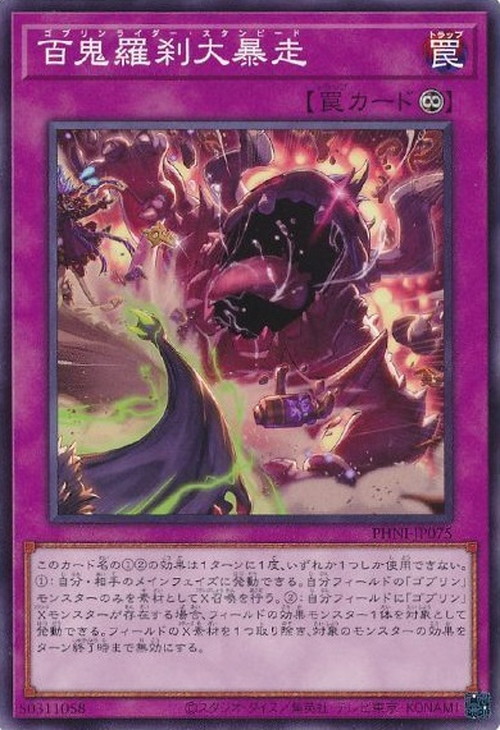 ゴブリンライダー・スタンピード
百鬼羅刹大暴走
トラップ
罠
【罠カード】
PHNI-JP075
このカード名の①②の効果は1ターンに1度、いずれか1つしか使用できない。
①:自分・相手のメインフェイズに発動できる。自分フィールドの「ゴブリン」
モンスターのみを素材としてX召喚を行う。②:自分フィールドに「ゴブリン」
Xモンスターが存在する場合、フィールドの効果モンスター1体を対象として
発動できる。フィールドのX素材を1つ取り除き、対象のモンスターの効果を
ターン終了時まで無効にする。
80311058
©スタジオ・ダイス/集英社・テレビ東京・KONAMI